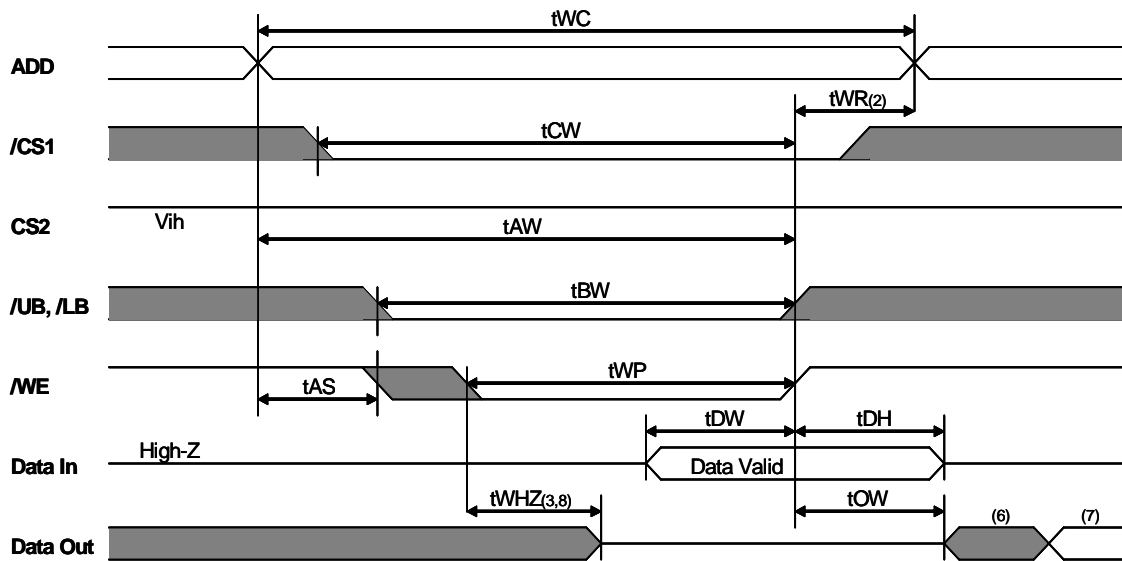 tWC
ADD
tWR(2)
/CS1
tCW
CS2
Vih
tAW
/UB, /LB
tBW
/WE
tAS
tWP
tDW
tDH
Data In
High-Z
Data Valid
tWHZ(3,8)
tOW
Data Out
(6)
(7)